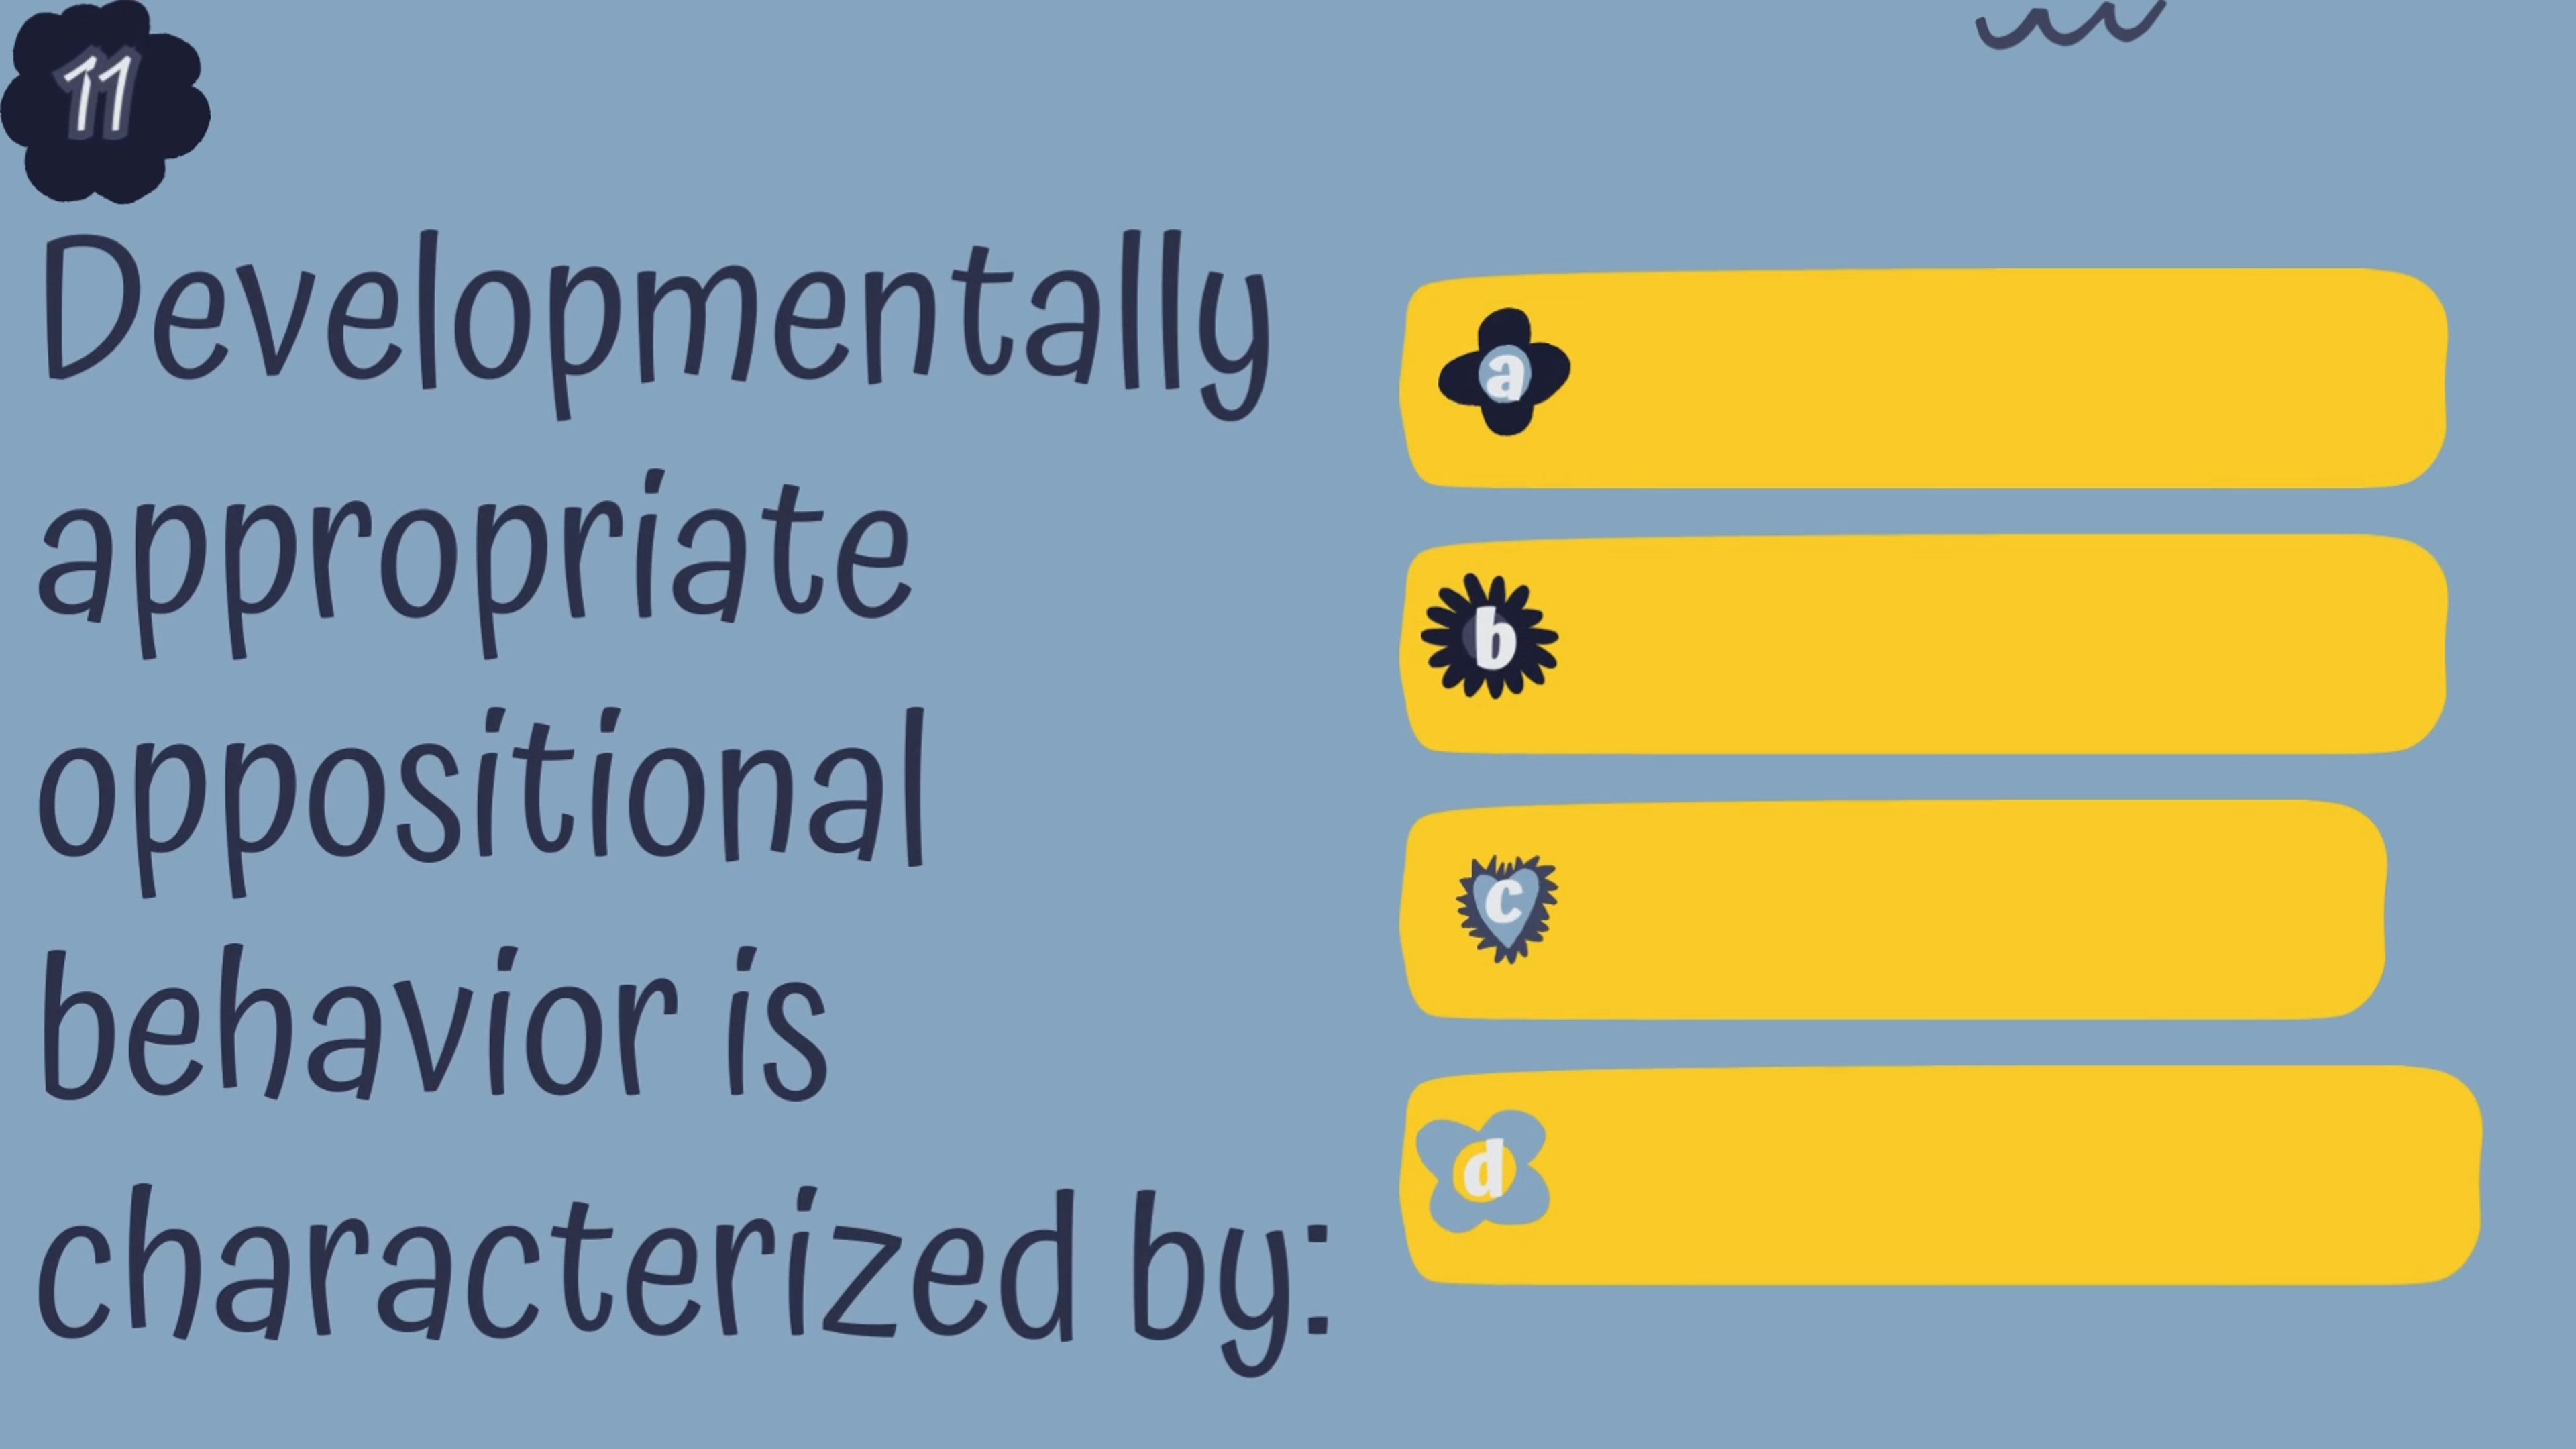 11
Developmentally
appropriate
oppositional
behavior is
characterized by:
a
b
c
d